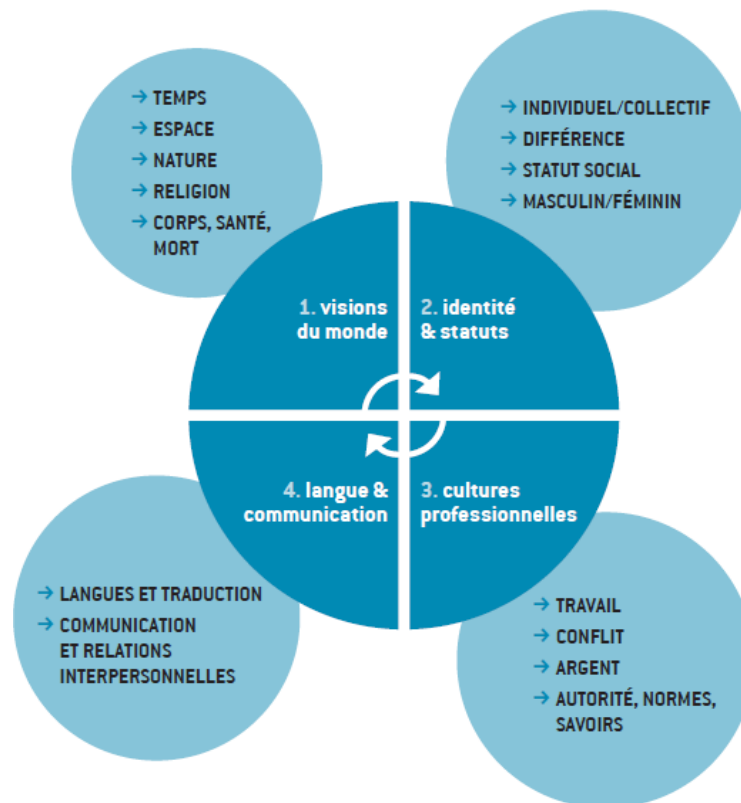 → TEMPS
→ ESPACE
→ NATURE
→ RELIGION
→ CORPS, SANTÉ,
MORT
→ INDIVIDUEL/COLLECTIF
→ DIFFÉRENCE
→ STATUT SOCIAL
→ MASCULIN/FÉMININ
1. visions
du monde
2. identité
& statuts
4. langue &
communication
3. cultures
professionnelles
→ LANGUES ET TRADUCTION
→ COMMUNICATION
ET RELATIONS
INTERPERSONNELLES
→ TRAVAIL
→ CONFLIT
→ ARGENT
→ AUTORITÉ, NORMES,
SAVOIRS